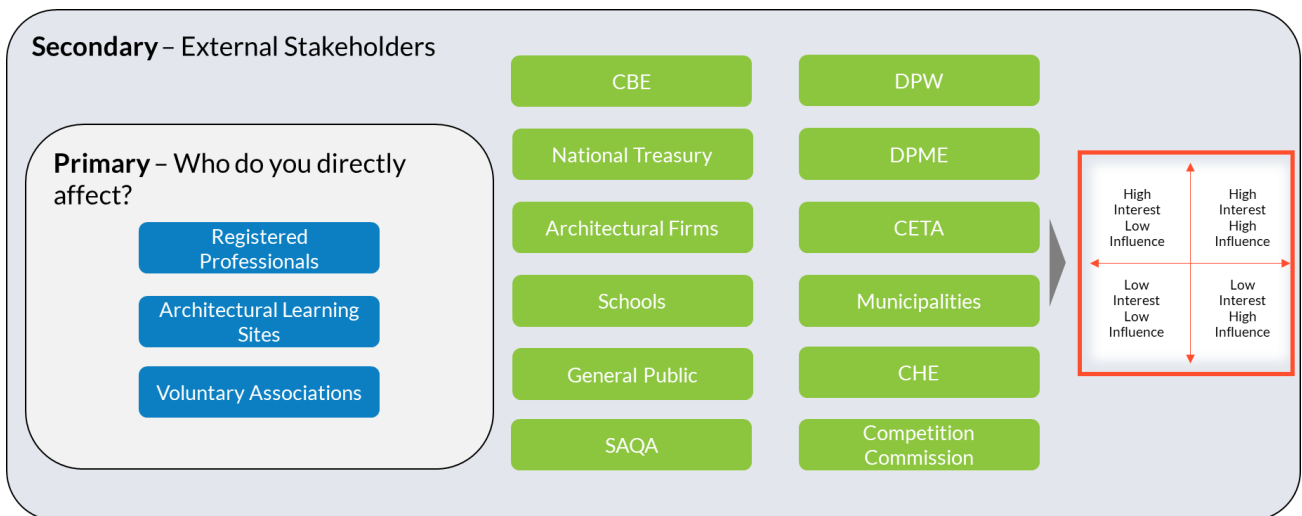 Secondary – External Stakeholders
Primary – Who do you directly
affect?
Registered
Professionals
Architectural Learning
Sites
Voluntary Associations
CBE
National Treasury
Architectural Firms
Schools
General Public
SAQA
DPW
DPME
CETA
Municipalities
CHE
Competition
Commission
High
Interest
Low
Influence
High
Interest
High
Influence
Low
Interest
Low
Influence
Low
Interest
High
Influence